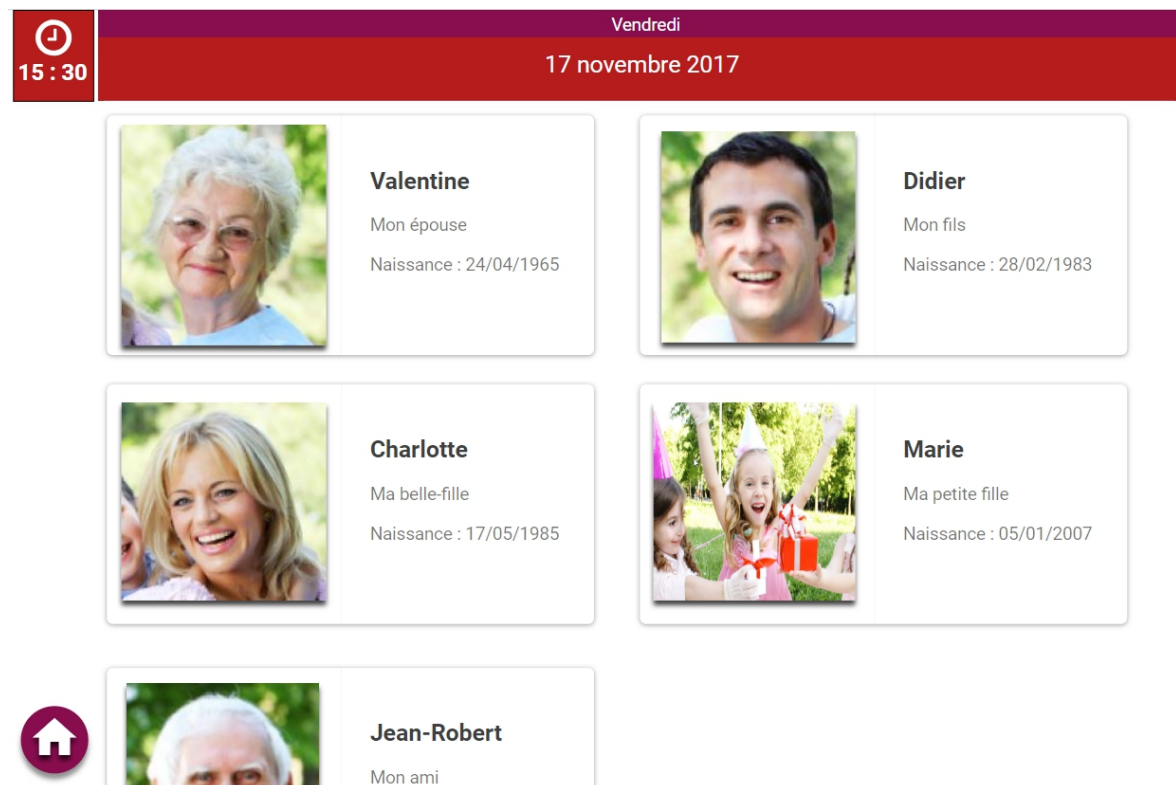 Vendredi
15 : 30
17 novembre 2017
Valentine
Mon épouse
Naissance : 24/04/1965
Didier
Mon fils
Naissance : 28/02/1983
Charlotte
Ma belle-fille
Naissance : 17/05/1985
Marie
Ma petite fille
Naissance : 05/01/2007
Jean-Robert
Mon ami